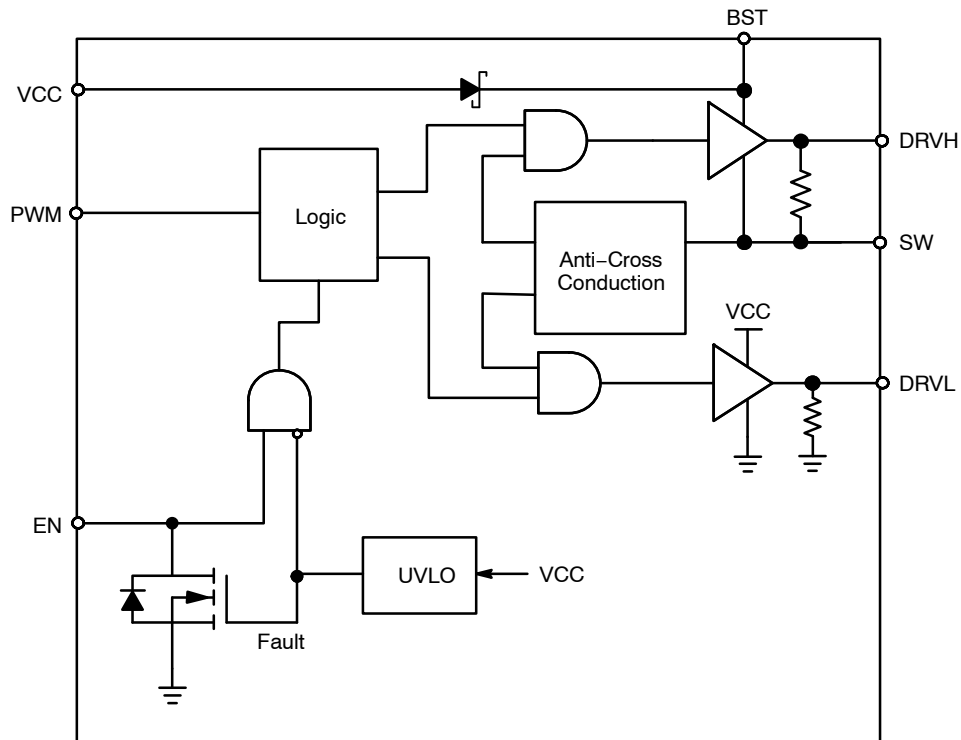 BST
VCC
DRVH
PWM
Logic
SW
Anti−Cross
Conduction
VCC
DRVL
EN
UVLO
VCC
Fault